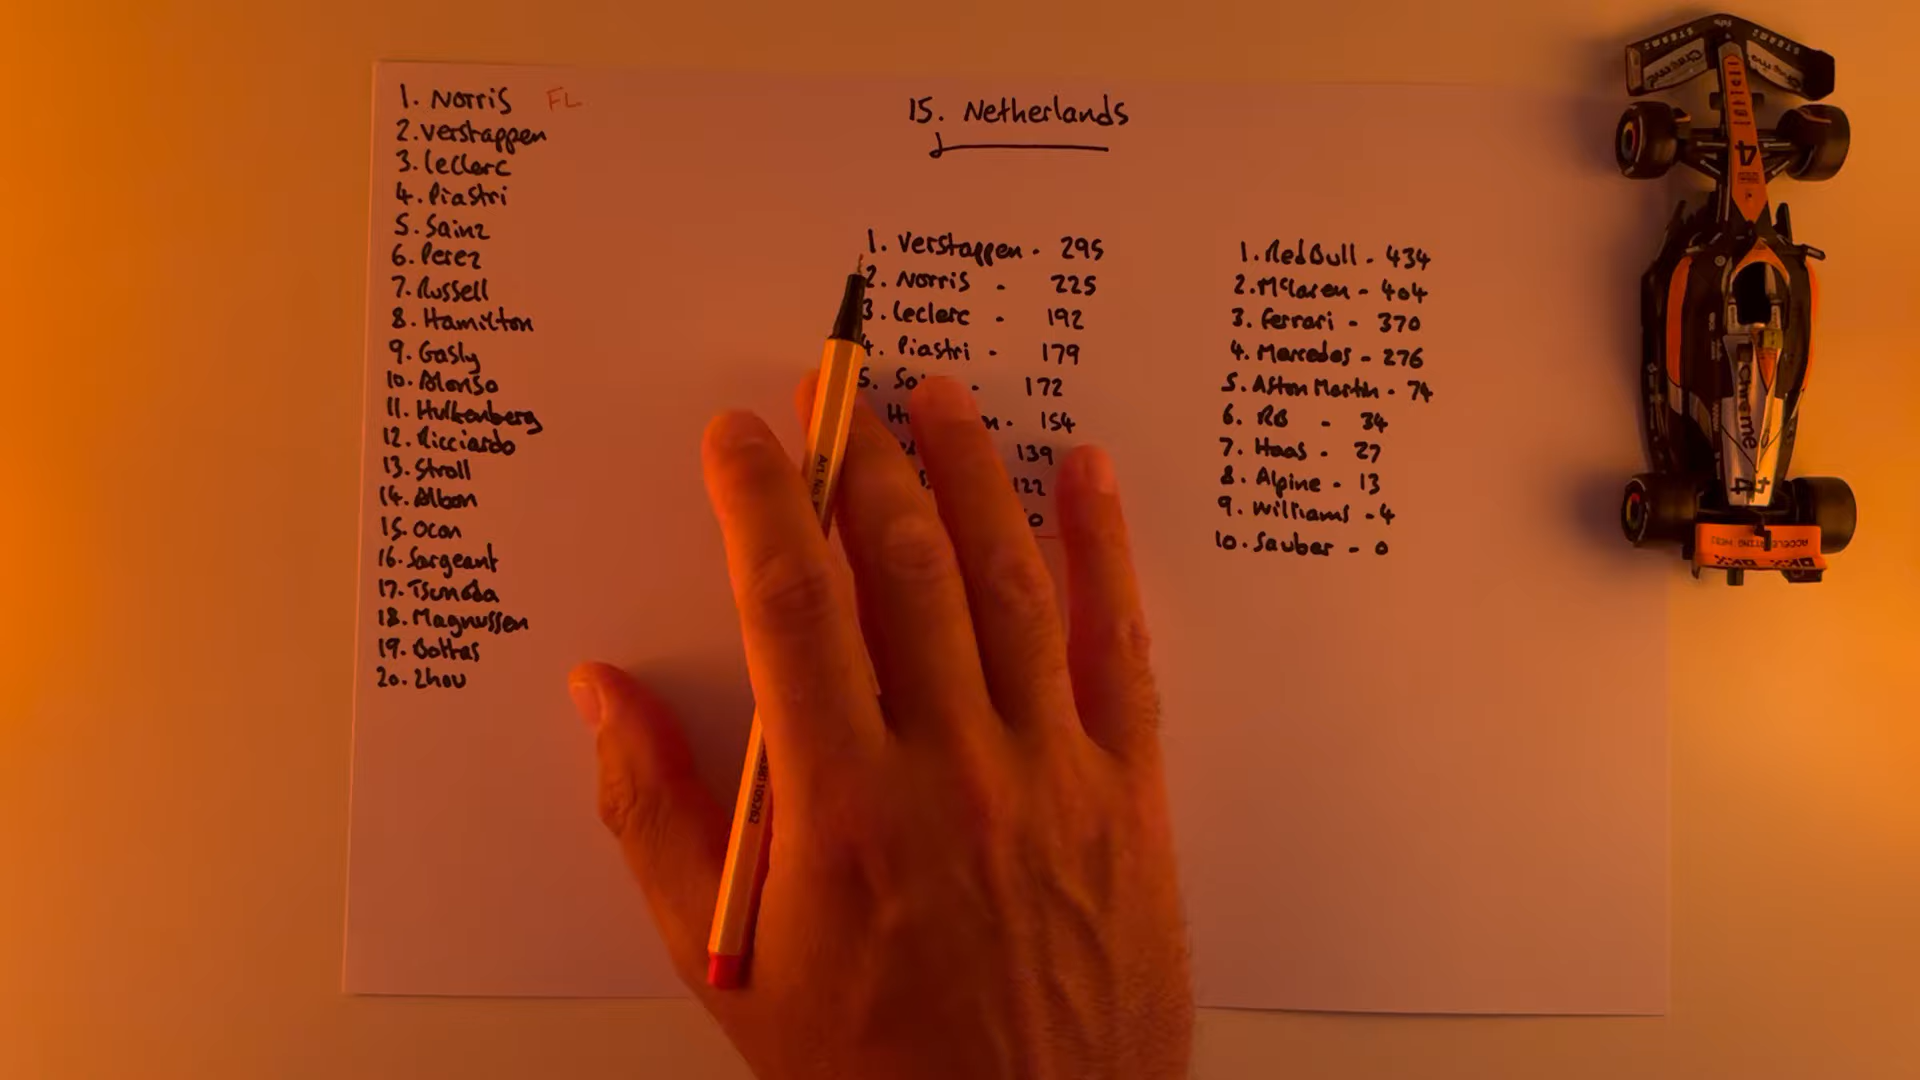 1. Norris FL
2. Verstappen
3. Leclerc
4. Piastri
5. Sainz
6. Perez
7. Russell
8. Hamilton
9. Gasly
10. Alonso
11. Hulkenberg
12. Ricciardo
13. Stroll
14. Albon
15. Ocon
16. Sargeant
17. Tsunoda
18. Magnussen
19. Bottas
20. Zhou
15. Netherlands
1. Verstappen - 295
2. Norris - 225
3. Leclerc - 192
4. Piastri - 179
5. - 172
- 154
139
122
1. Red Bull - 434
2. McLaren - 404
3. Ferrari - 370
4. Mercedes - 276
5. Aston Martin - 74
6. RB - 34
7. Haas - 27
8. Alpine - 13
9. Williams - 4
10. Sauber - 0
4
chrome
4
OKX